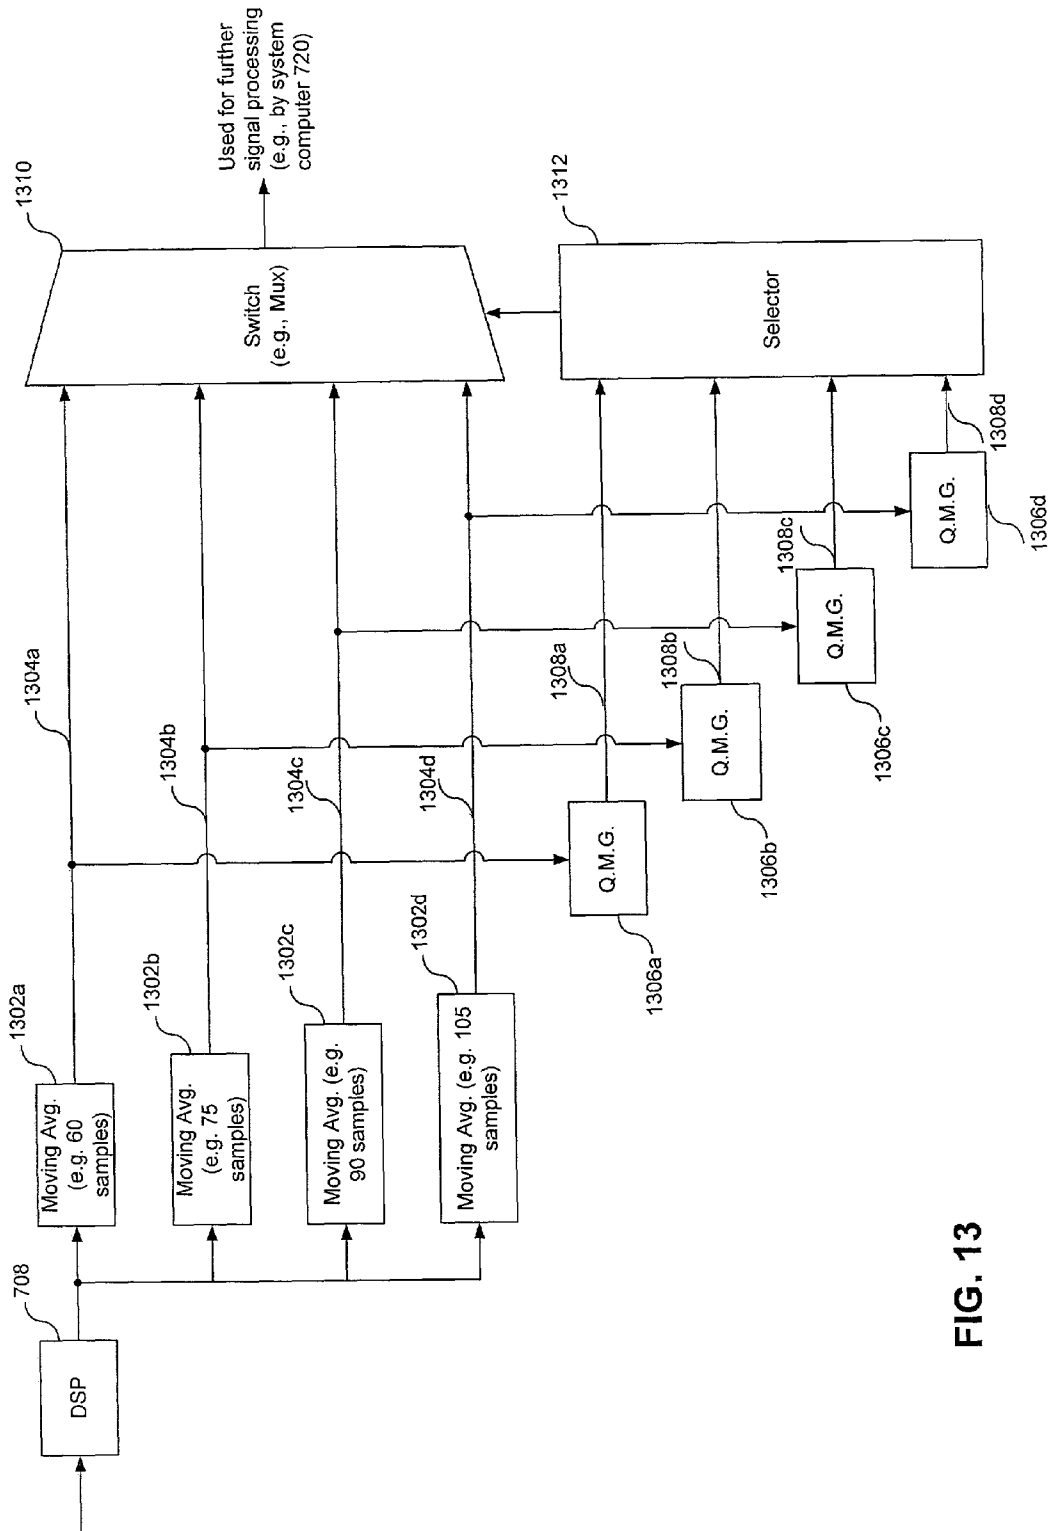 708
DSP
1302a
Moving Avg.
(e.g. 60
samples)
1302b
Moving Avg.
(e.g. 75
samples)
1302c
Moving Avg. (e.g.
90 samples)
1302d
Moving Avg. (e.g. 105
samples)
1304a
1304b
1304c
1304d
Q.M.G.
1306a
1308a
Q.M.G.
1306b
1308b
Q.M.G.
1306c
1308c
Q.M.G.
1306d
1308d
1310
Switch
(e.g., Mux)
1312
Selector
Used for further
signal processing
(e.g., by system
computer 720)
FIG. 13